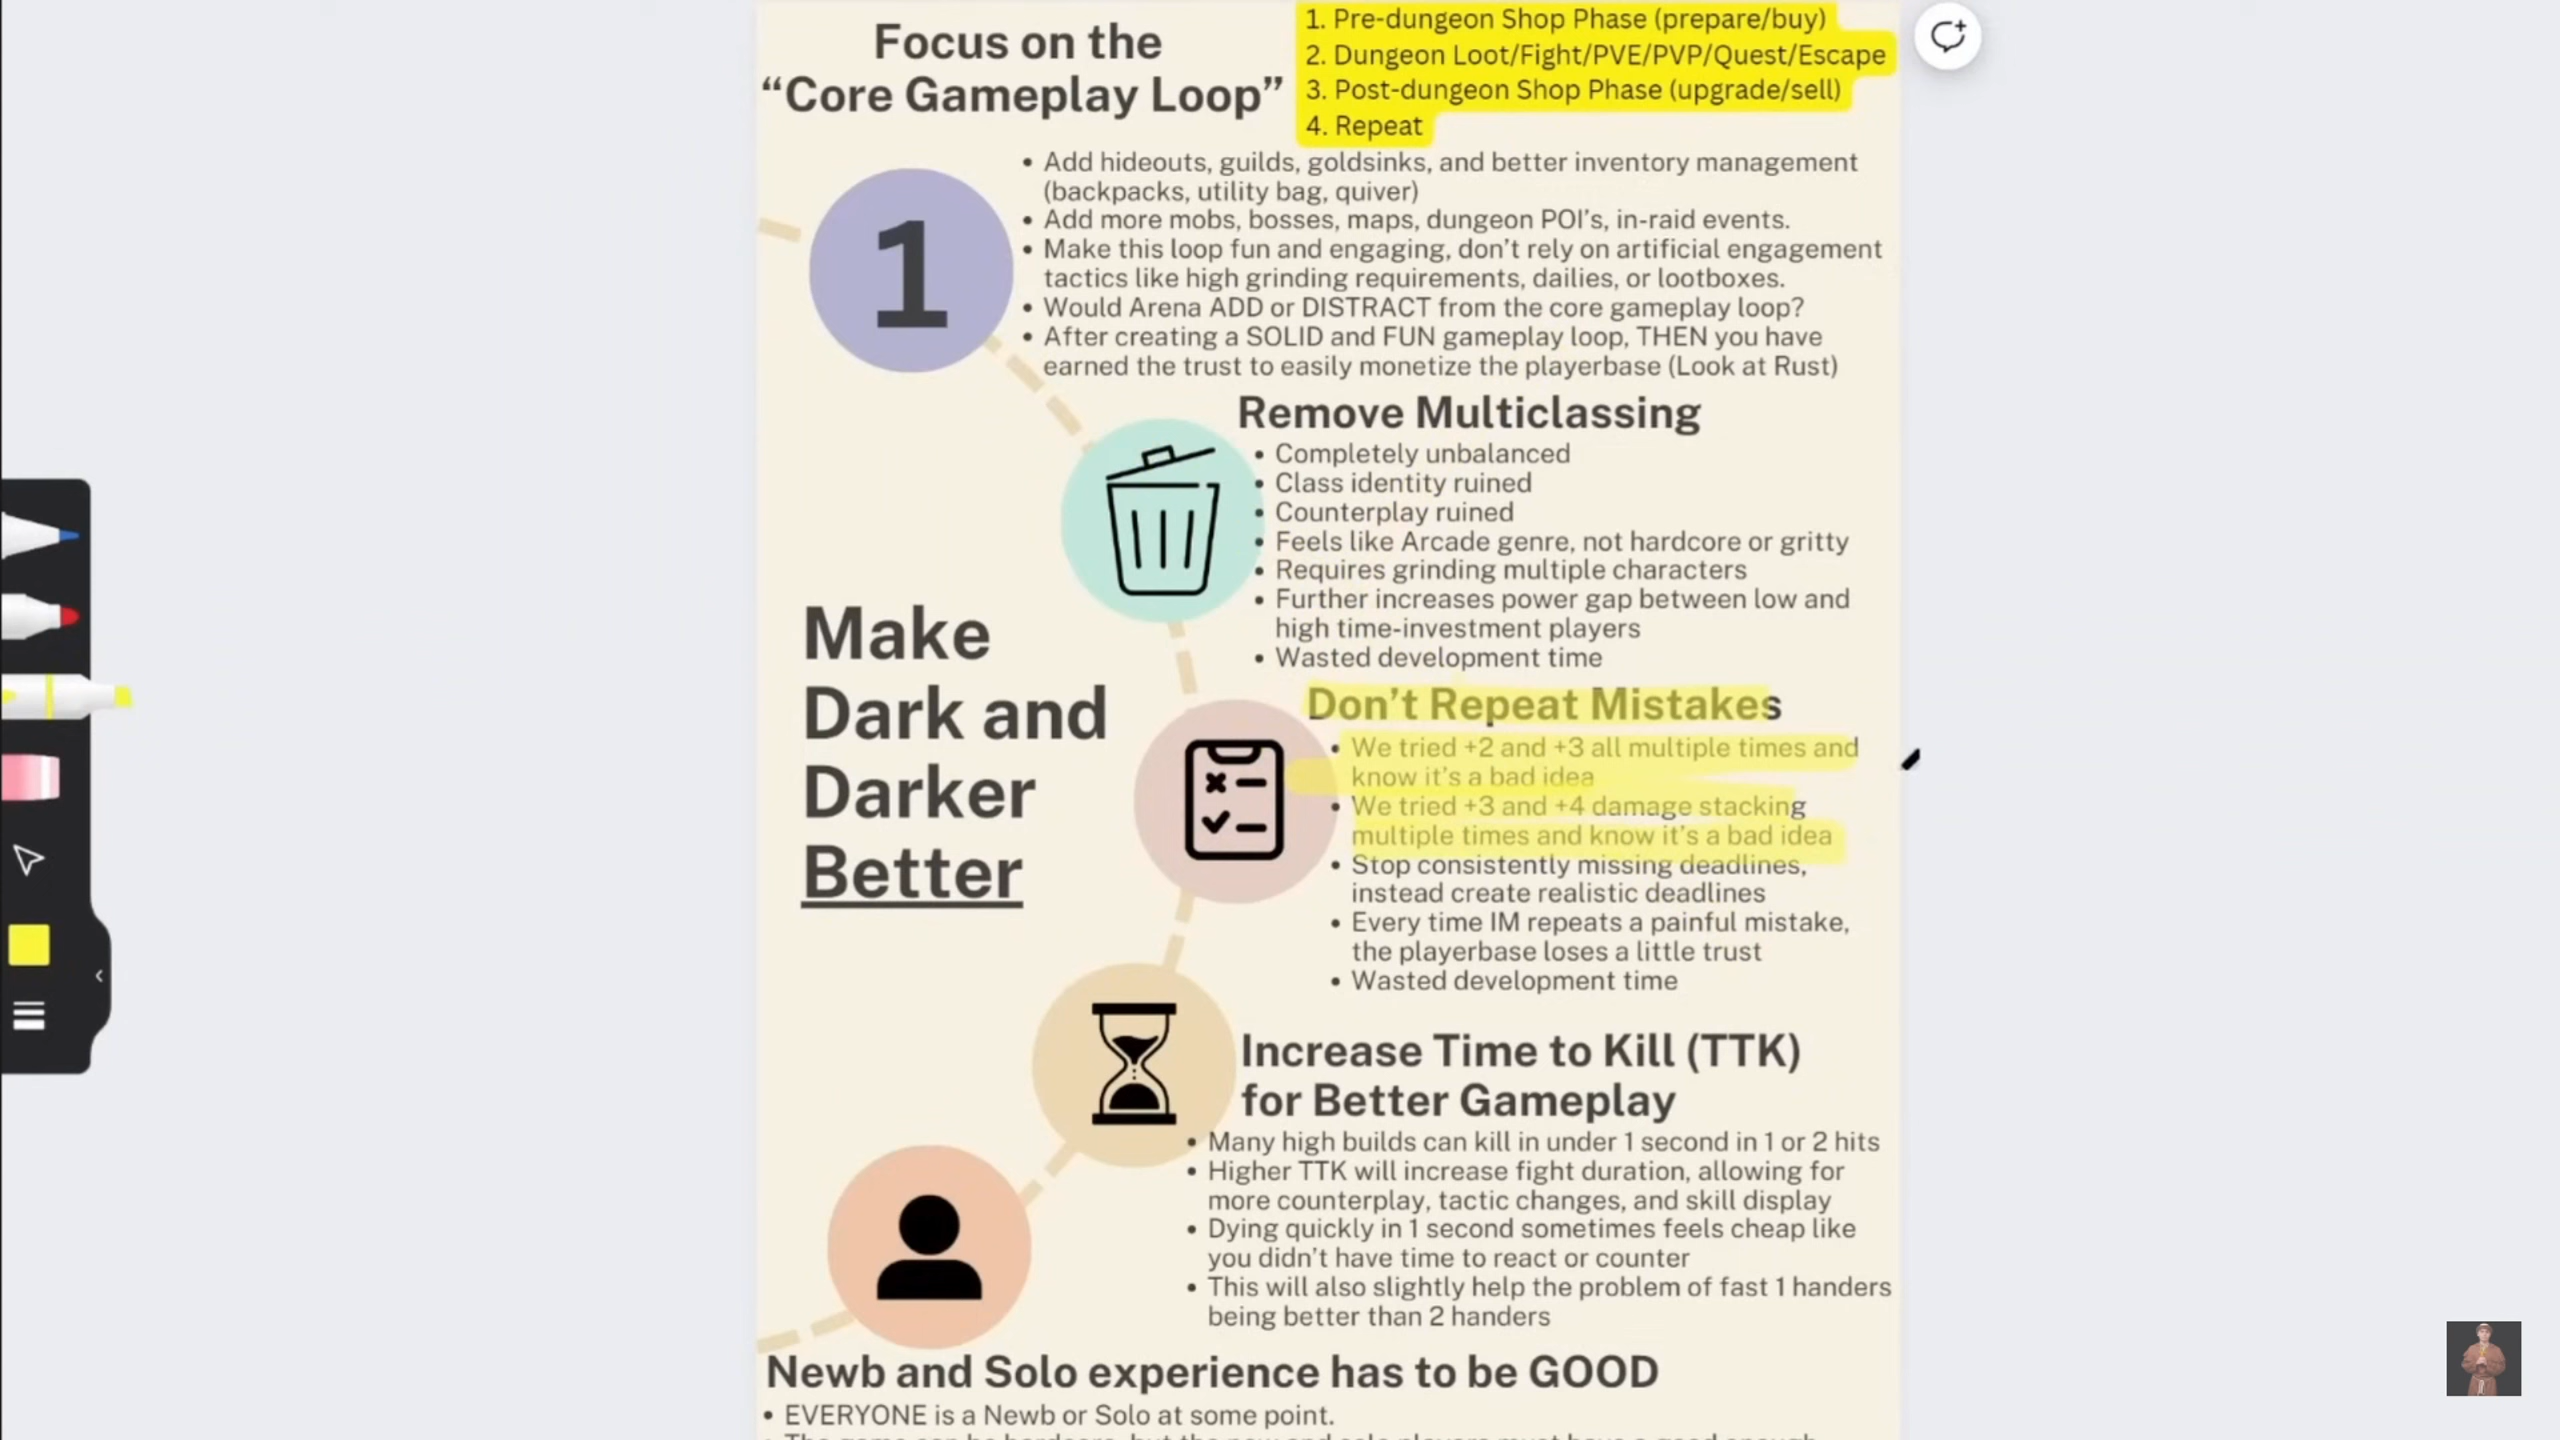 Focus on the
“Core Gameplay Loop”
1. Pre-dungeon Shop Phase (prepare/buy)
2. Dungeon Loot/Fight/PVE/PVP/Quest/Escape
3. Post-dungeon Shop Phase (upgrade/sell)
4. Repeat
1
• Add hideouts, guilds, goldsinks, and better inventory management
(backpacks, utility bag, quiver)
• Add more mobs, bosses, maps, dungeon POI's, in-raid events.
• Make this loop fun and engaging, don't rely on artificial engagement
tactics like high grinding requirements, dailies, or lootboxes.
• Would Arena ADD or DISTRACT from the core gameplay loop?
• After creating a SOLID and FUN gameplay loop, THEN you have
earned the trust to easily monetize the playerbase (Look at Rust)
Remove Multiclassing
• Completely unbalanced
• Class identity ruined
• Counterplay ruined
• Feels like Arcade genre, not hardcore or gritty
• Requires grinding multiple characters
• Further increases power gap between low and
high time-investment players
• Wasted development time
Make
Dark and
Darker
Better
Don't Repeat Mistakes
• We tried +2 and +3 all multiple times and
know it's a bad idea
• We tried +3 and +4 damage stacking
multiple times and know it's a bad idea
• Stop consistently missing deadlines,
instead create realistic deadlines
• Every time IM repeats a painful mistake,
the playerbase loses a little trust
• Wasted development time
Increase Time to Kill (TTK)
for Better Gameplay
• Many high builds can kill in under 1 second in 1 or 2 hits
• Higher TTK will increase fight duration, allowing for
more counterplay, tactic changes, and skill display
• Dying quickly in 1 second sometimes feels cheap like
you didn't have time to react or counter
• This will also slightly help the problem of fast 1 handers
being better than 2 handers
Newb and Solo experience has to be GOOD
• EVERYONE is a Newb or Solo at some point.